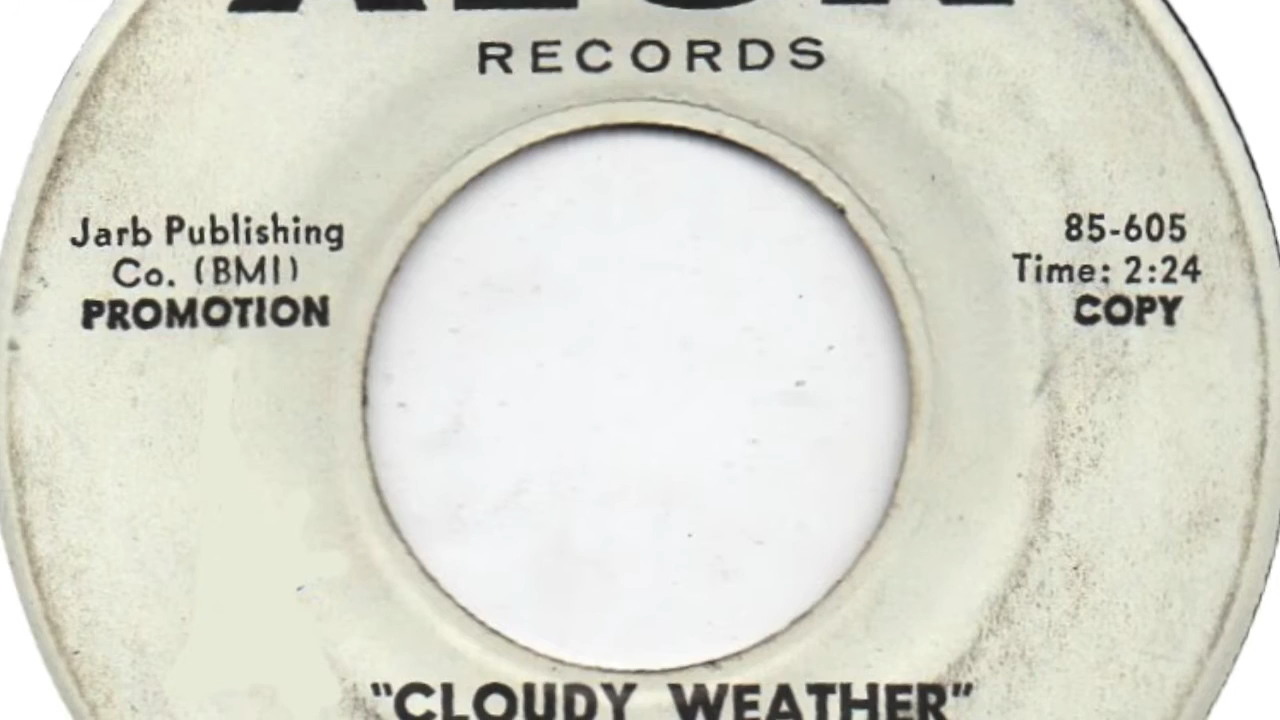 RECORDS
Jarb Publishing
Co. (BMI)
PROMOTION
85-605
Time: 2:24
COPY
"CLOUDY WEATHER"